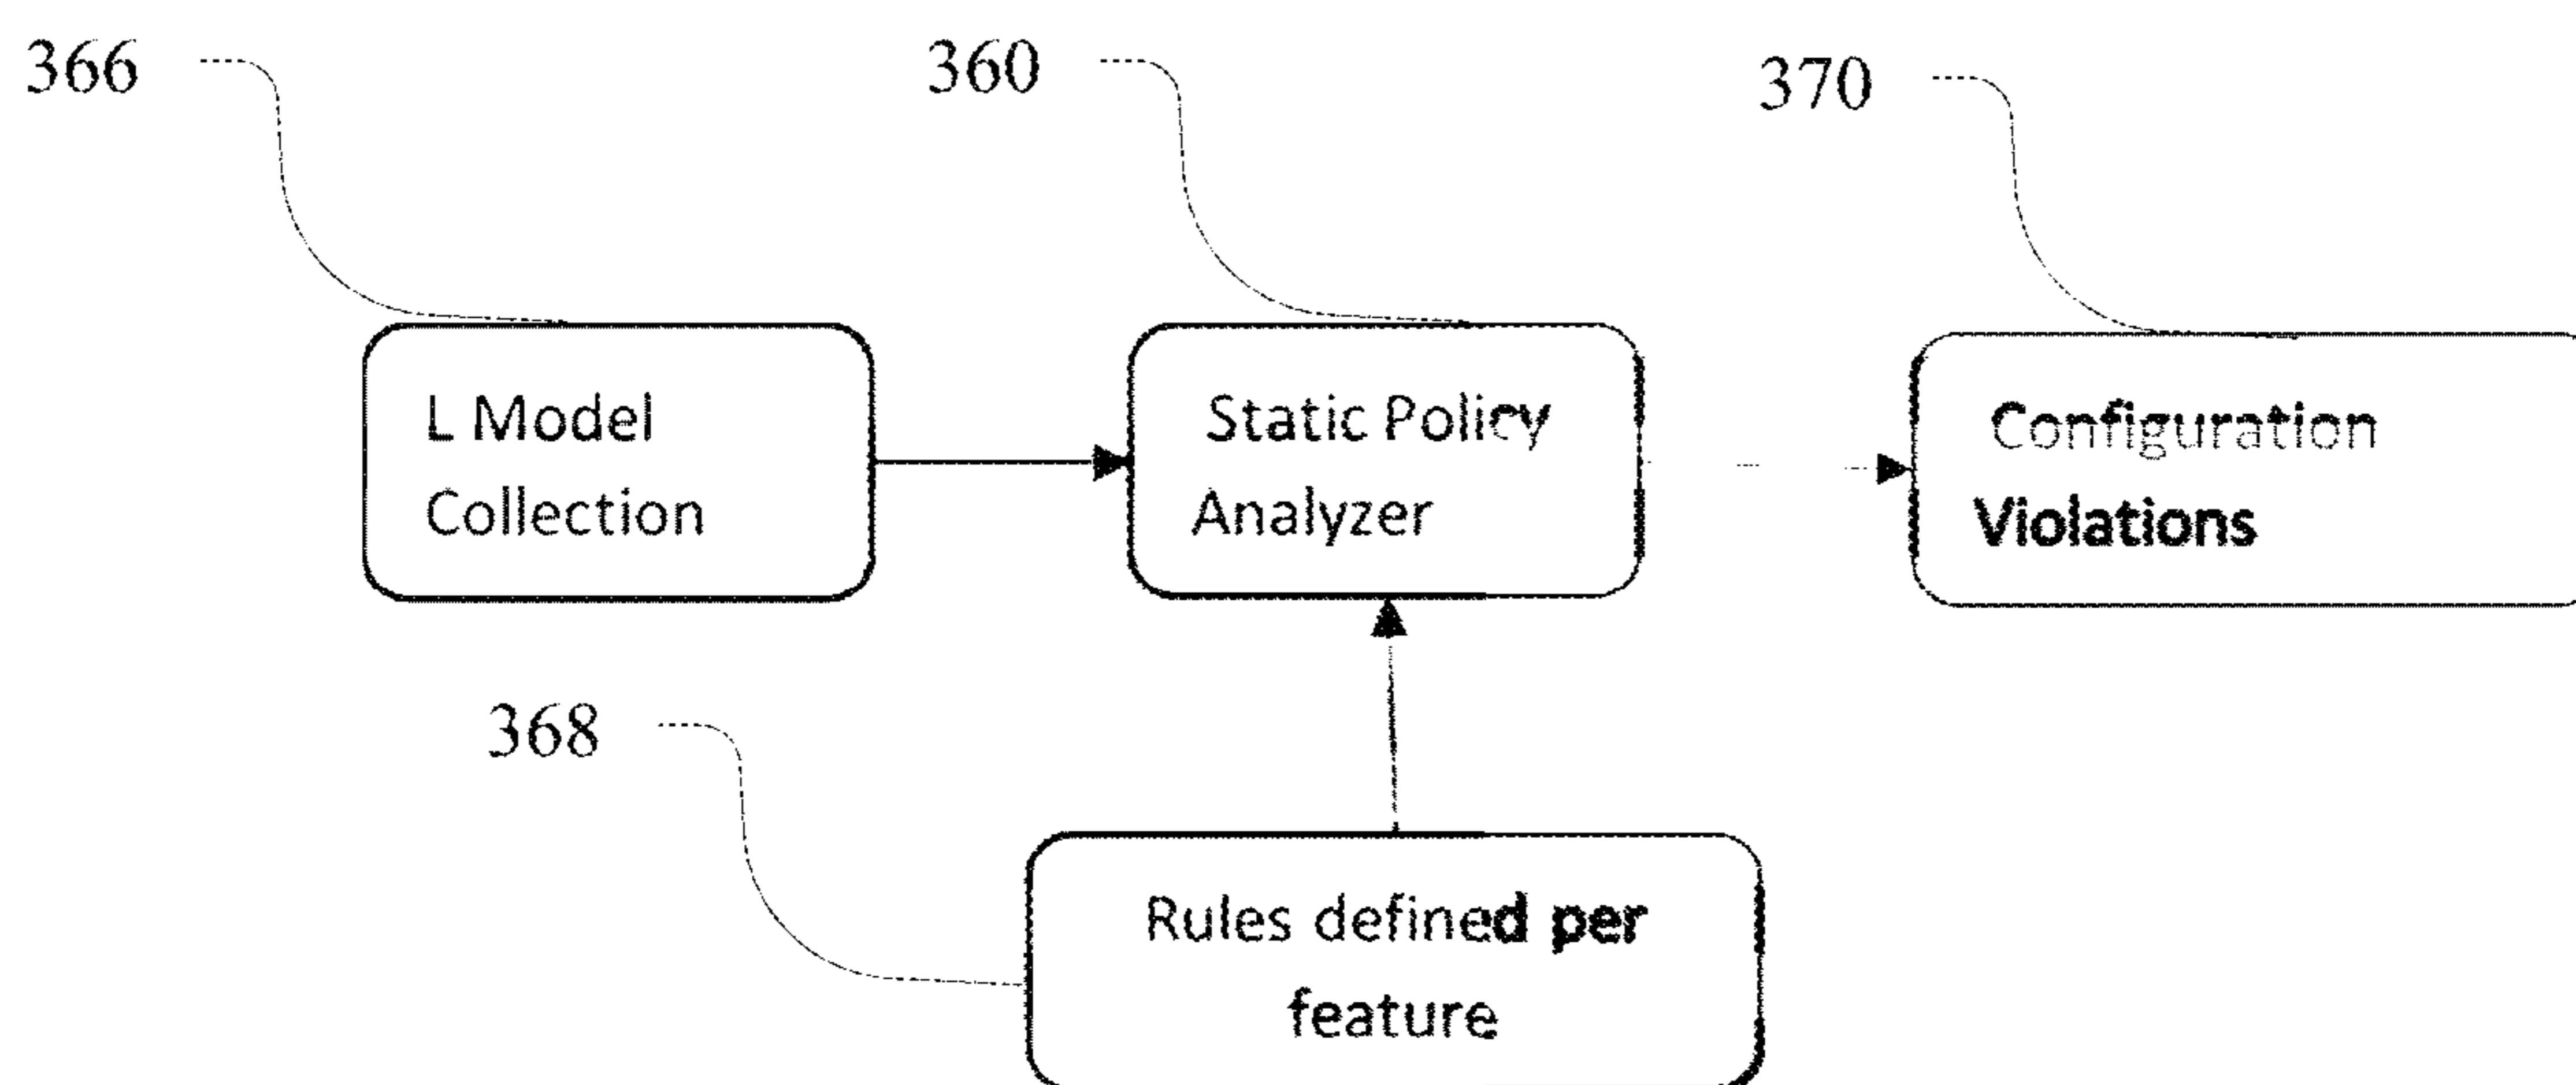 366
360
370
L Model
Collection
Static Policy
Analyzer
Configuration
Violations
368
Rules defined per
feature